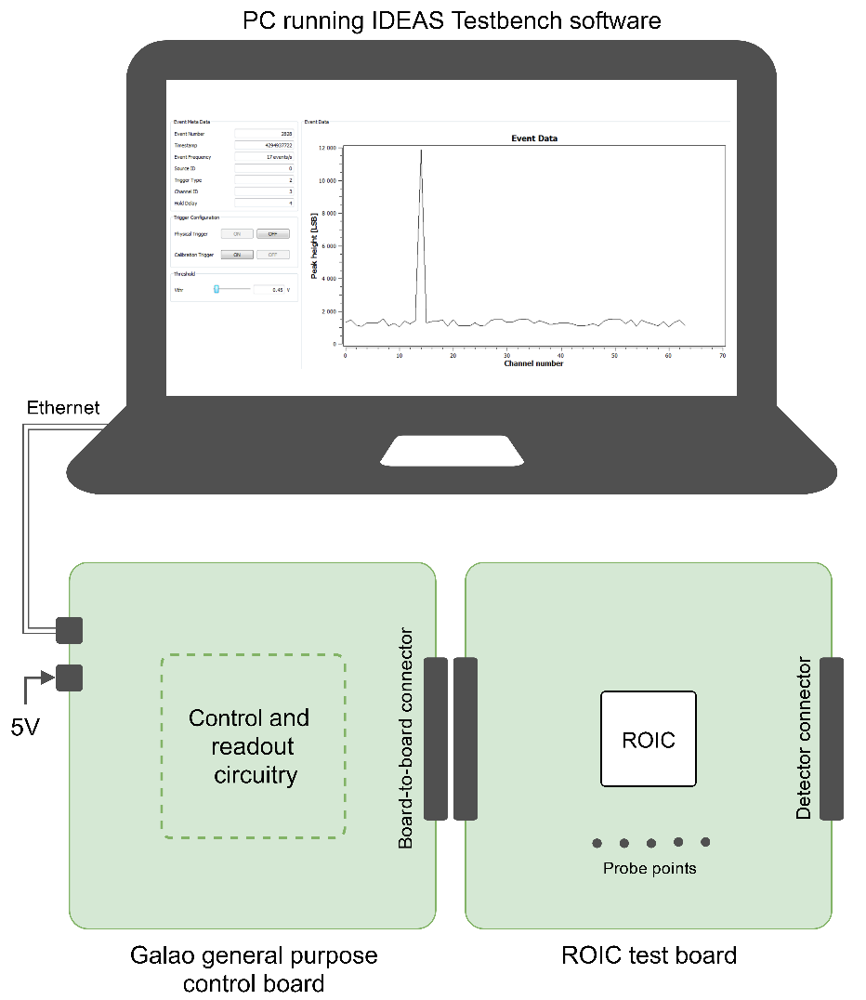 PC running IDEAS Testbench software
Event Meta Data
Event Number 2828
Timestamp 4294937722
Event Frequency 17 events/s
Source ID 0
Trigger Type 2
Channel ID 3
Hold Delay 4
Trigger Configuration
Physical Trigger ON OFF
Calibration Trigger ON OFF
Threshold
Vthr 0.45 V
Event Data
Event Data
Peak height [LSB]
12 000
10 000
8 000
6 000
4 000
2 000
0
0 10 20 30 40 50 60 70
Channel number
Ethernet
5V
Control and
readout
circuitry
Board-to-board connector
ROIC
Probe points
Detector connector
Galao general purpose
control board
ROIC test board